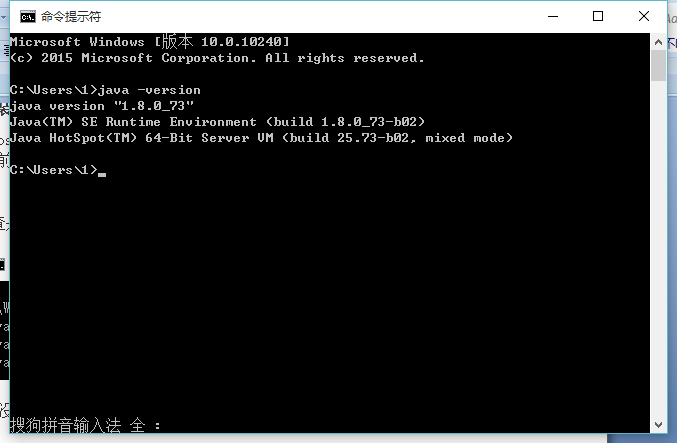 命令提示符
Microsoft Windows [版本 10.0.10240]
(c) 2015 Microsoft Corporation. All rights reserved.
C:\Users\1>java -version
java version "1.8.0_73"
Java(TM) SE Runtime Environment (build 1.8.0_73-b02)
Java HotSpot(TM) 64-Bit Server VM (build 25.73-b02, mixed mode)
C:\Users\1>
搜狗拼音输入法 全 :